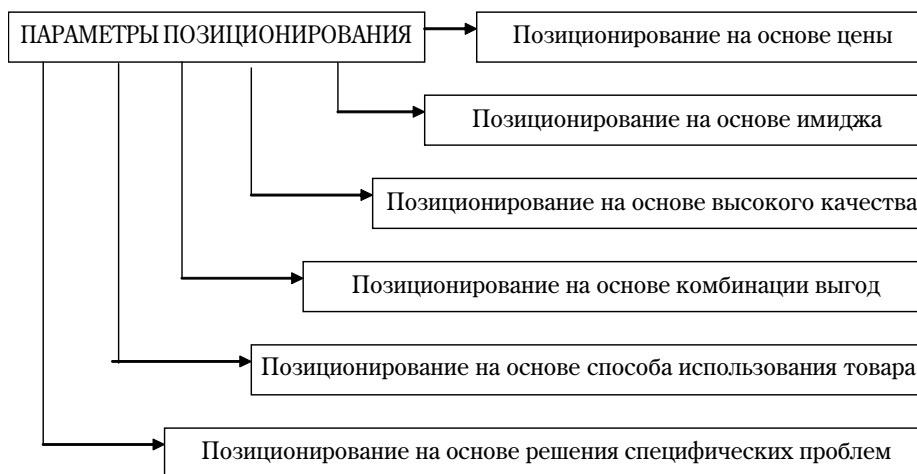 ПАРАМЕТРЫ ПОЗИЦИОНИРОВАНИЯ
Позиционирование на основе цены
Позиционирование на основе имиджа
Позиционирование на основе высокого качества
Позиционирование на основе комбинации выгод
Позиционирование на основе способа использования товара
Позиционирование на основе решения специфических проблем